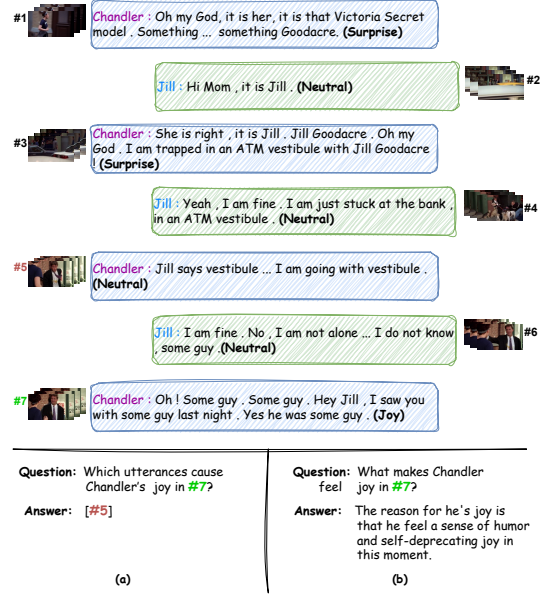 #1
Chandler : Oh my God, it is her, it is that Victoria Secret
model . Something ... something Goodacre. (Surprise)
Jill : Hi Mom , it is Jill . (Neutral)
#2
#3
Chandler : She is right , it is Jill . Jill Goodacre . Oh my
God . I am trapped in an ATM vestibule with Jill Goodacre
! (Surprise)
Jill : Yeah , I am fine . I am just stuck at the bank ,
in an ATM vestibule . (Neutral)
#4
#5
Chandler : Jill says vestibule ... I am going with vestibule .
(Neutral)
Jill : I am fine . No , I am not alone ... I do not know
, some guy .(Neutral)
#6
#7
Chandler : Oh ! Some guy . Some guy . Hey Jill , I saw you
with some guy last night . Yes he was some guy . (Joy)
Question: Which utterances cause
Chandler's joy in #7?
Answer: [#5]
(a)
Question: What makes Chandler
feel joy in #7?
Answer: The reason for he's joy is
that he feel a sense of humor
and self-deprecating joy in
this moment.
(b)